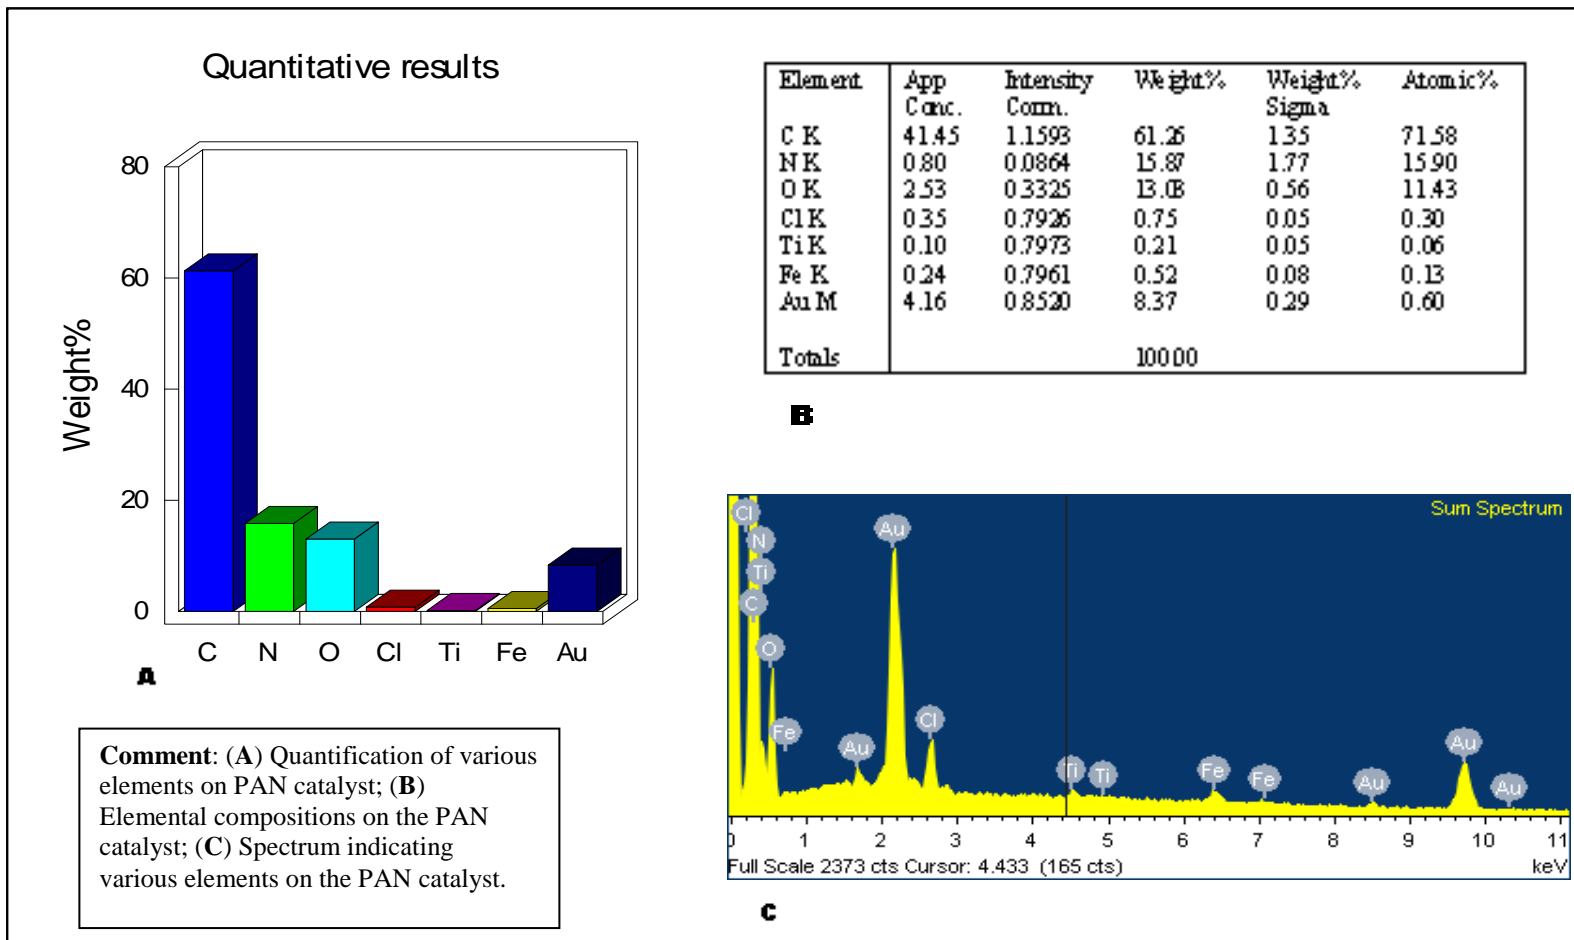 Quantitative results
Weight%
80
60
40
20
0
C N O Cl Ti Fe Au
A
Comment: (A) Quantification of various
elements on PAN catalyst; (B)
Elemental compositions on the PAN
catalyst; (C) Spectrum indicating
various elements on the PAN catalyst.
Element App Intensity Weight% Weight% Atomic%
Conc. Corrn. Sigma
C K 41.45 1.1593 61.26 1.35 71.58
N K 0.80 0.0864 15.87 1.77 15.90
O K 2.53 0.3325 13.03 0.56 11.43
Cl K 0.35 0.7926 0.75 0.05 0.30
Ti K 0.10 0.7973 0.21 0.05 0.06
Fe K 0.24 0.7961 0.52 0.08 0.13
Au M 4.16 0.8520 8.37 0.29 0.60
Totals 100.00
B
Sum Spectrum
Cl
N
Ti
C
O
Fe
Au
Au
Cl
Ti
Ti
Fe
Fe
Au
Au
Au
0 1 2 3 4 5 6 7 8 9 10 11
Full Scale 2373 cts Cursor: 4.433 (165 cts) keV
C